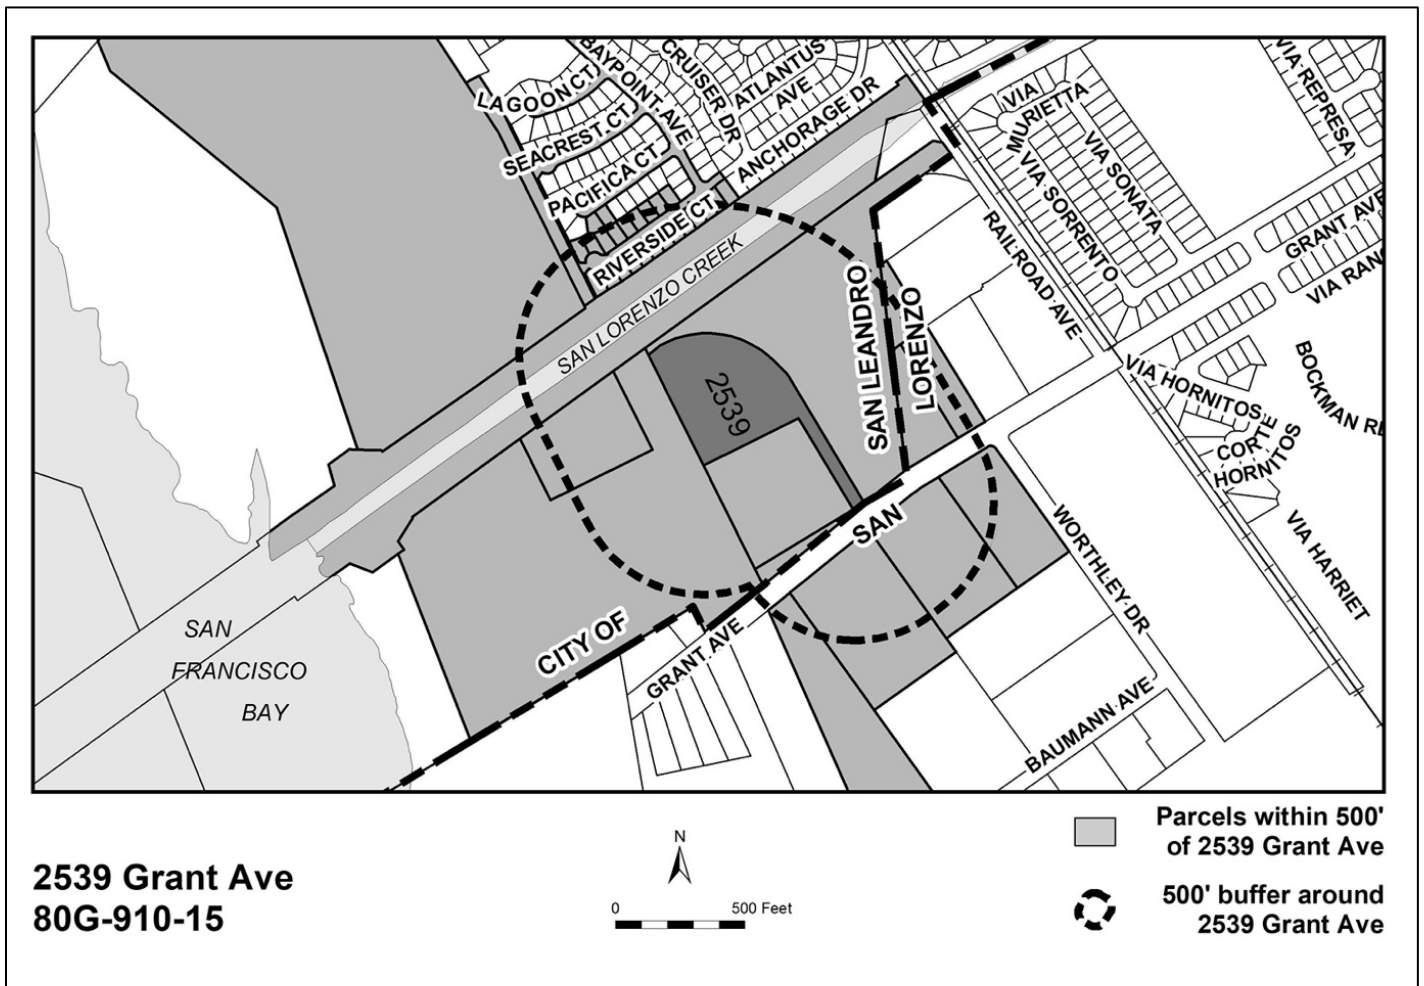 LAGOON CT
SEACREST CT
PACIFICA CT
RIVERSIDE CT
BAYPOINT AVE
CRUISER DR
ATLANTUS
AVE
ANCHORAGE DR
VIA
MURIETTA
VIA SONATA
VIA SORRENTO
VIA REPRESA
GRANT AVE
RAILROAD AVE
SAN LORENZO CREEK
SAN LEANDRO
LORENZO
2539
VIA HORNITOS
CORTE
HORNITOS
VIA HARRIET
WORTHLEY DR
BAUMANN AVE
SAN
CITY OF
GRANT AVE
SAN
FRANCISCO
BAY
2539 Grant Ave
80G-910-15
N
0 500 Feet
Parcels within 500'
of 2539 Grant Ave
500' buffer around
2539 Grant Ave